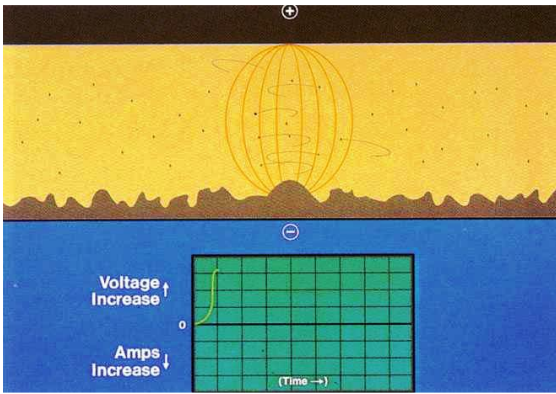 +
−
Voltage
Increase ↑
0
Amps
Increase ↓
(Time →)